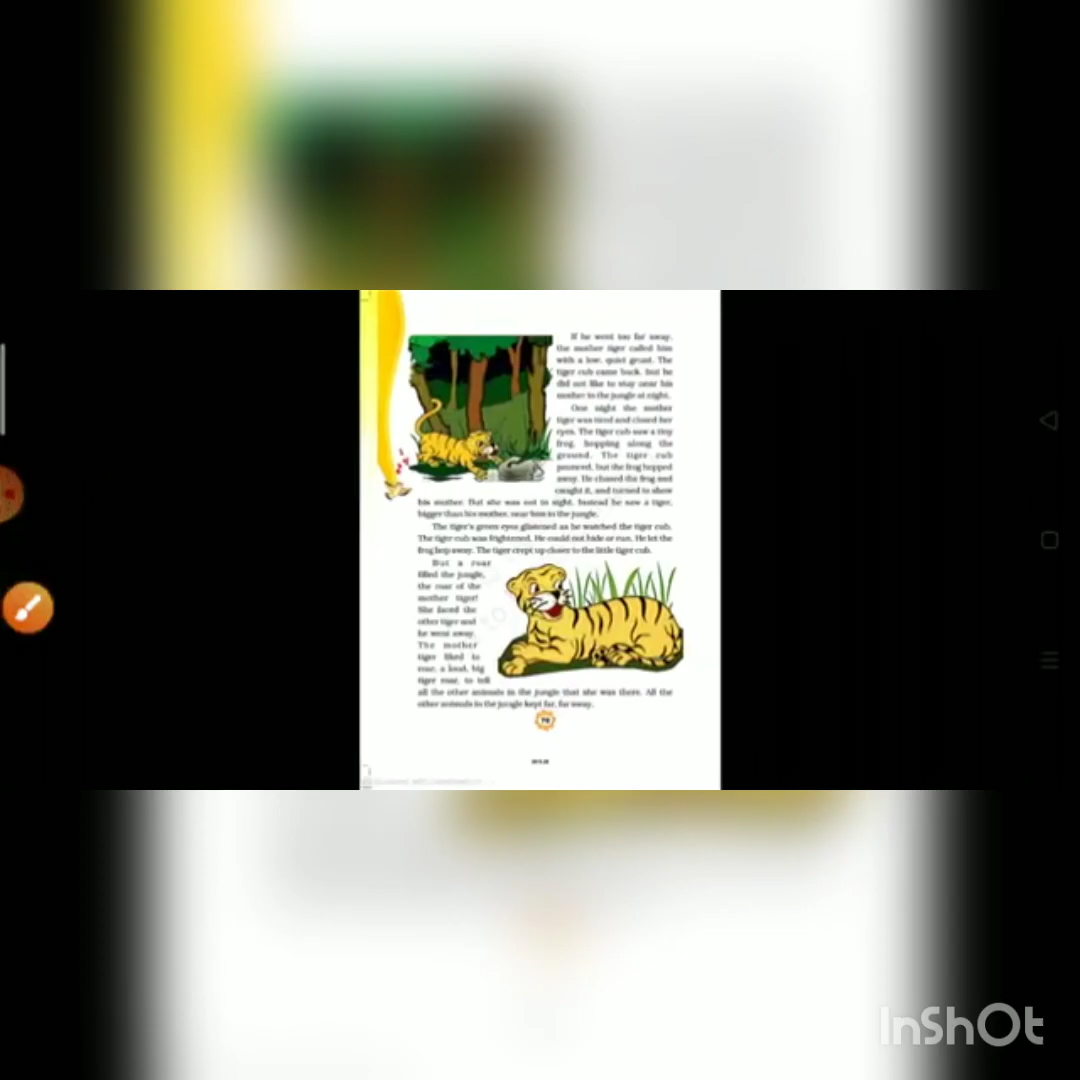 If he went too far away,
the mother tiger called him
with a low, quiet grunt. The
tiger cub came back, but he
did not like to stay near his
mother in the jungle at night.
One night the mother
tiger was tired and closed her
eyes. The tiger cub saw a tiny
frog, hopping along the
ground. The tiger cub
pounced, but the frog hopped
away. He chased the frog and
caught it, and turned to show
his mother. But she was not in sight. Instead he saw a tiger,
bigger than his mother, near him in the jungle.
The tiger's green eyes glistened as he watched the tiger cub.
The tiger cub was frightened. He could not hide or run. He let the
frog hop away. The tiger crept up closer to the little tiger cub.
But a roar
filled the jungle,
the roar of the
mother tiger!
She faced the
other tiger and
he went away.
The mother
tiger liked to
roar, a loud, big
tiger roar, to tell
all the other animals in the jungle that she was there. All the
other animals in the jungle kept far, far away.
InShOt